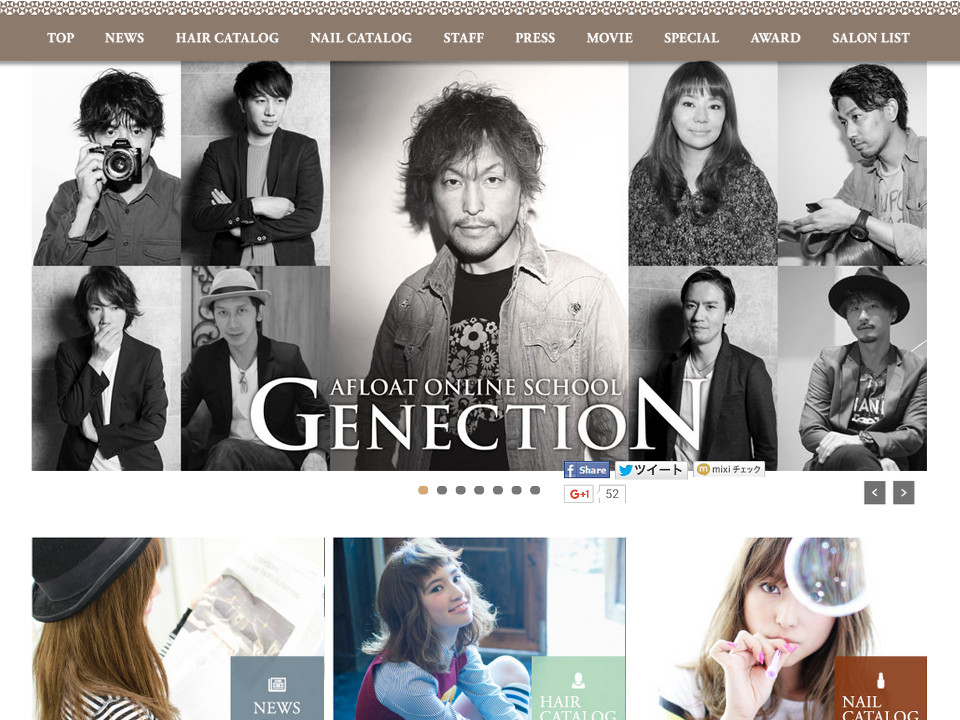 TOP NEWS HAIR CATALOG NAIL CATALOG STAFF PRESS MOVIE SPECIAL AWARD SALON LIST
AFLOAT ONLINE SCHOOL
GENECTION
f Share ツイート m mixi チェック
G+1 52
NEWS
HAIR
CATALOG
NAIL
CATALOG